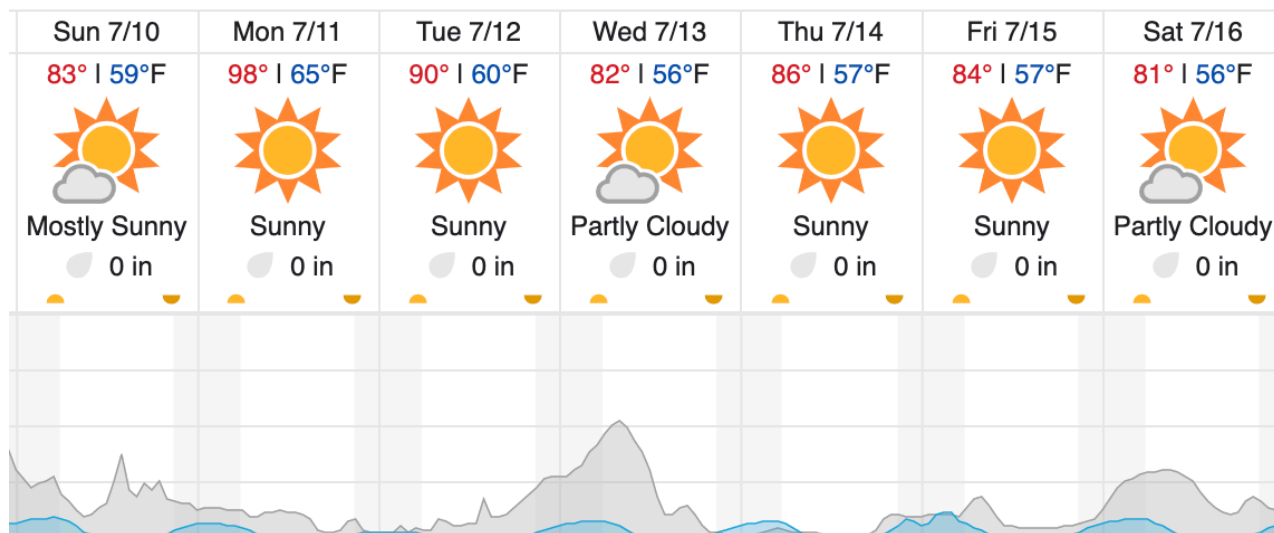 Sun 7/10 Mon 7/11 Tue 7/12 Wed 7/13 Thu 7/14 Fri 7/15 Sat 7/16
83° | 59°F 98° | 65°F 90° | 60°F 82° | 56°F 86° | 57°F 84° | 57°F 81° | 56°F
Mostly Sunny Sunny Sunny Partly Cloudy Sunny Sunny Partly Cloudy
0 in 0 in 0 in 0 in 0 in 0 in 0 in